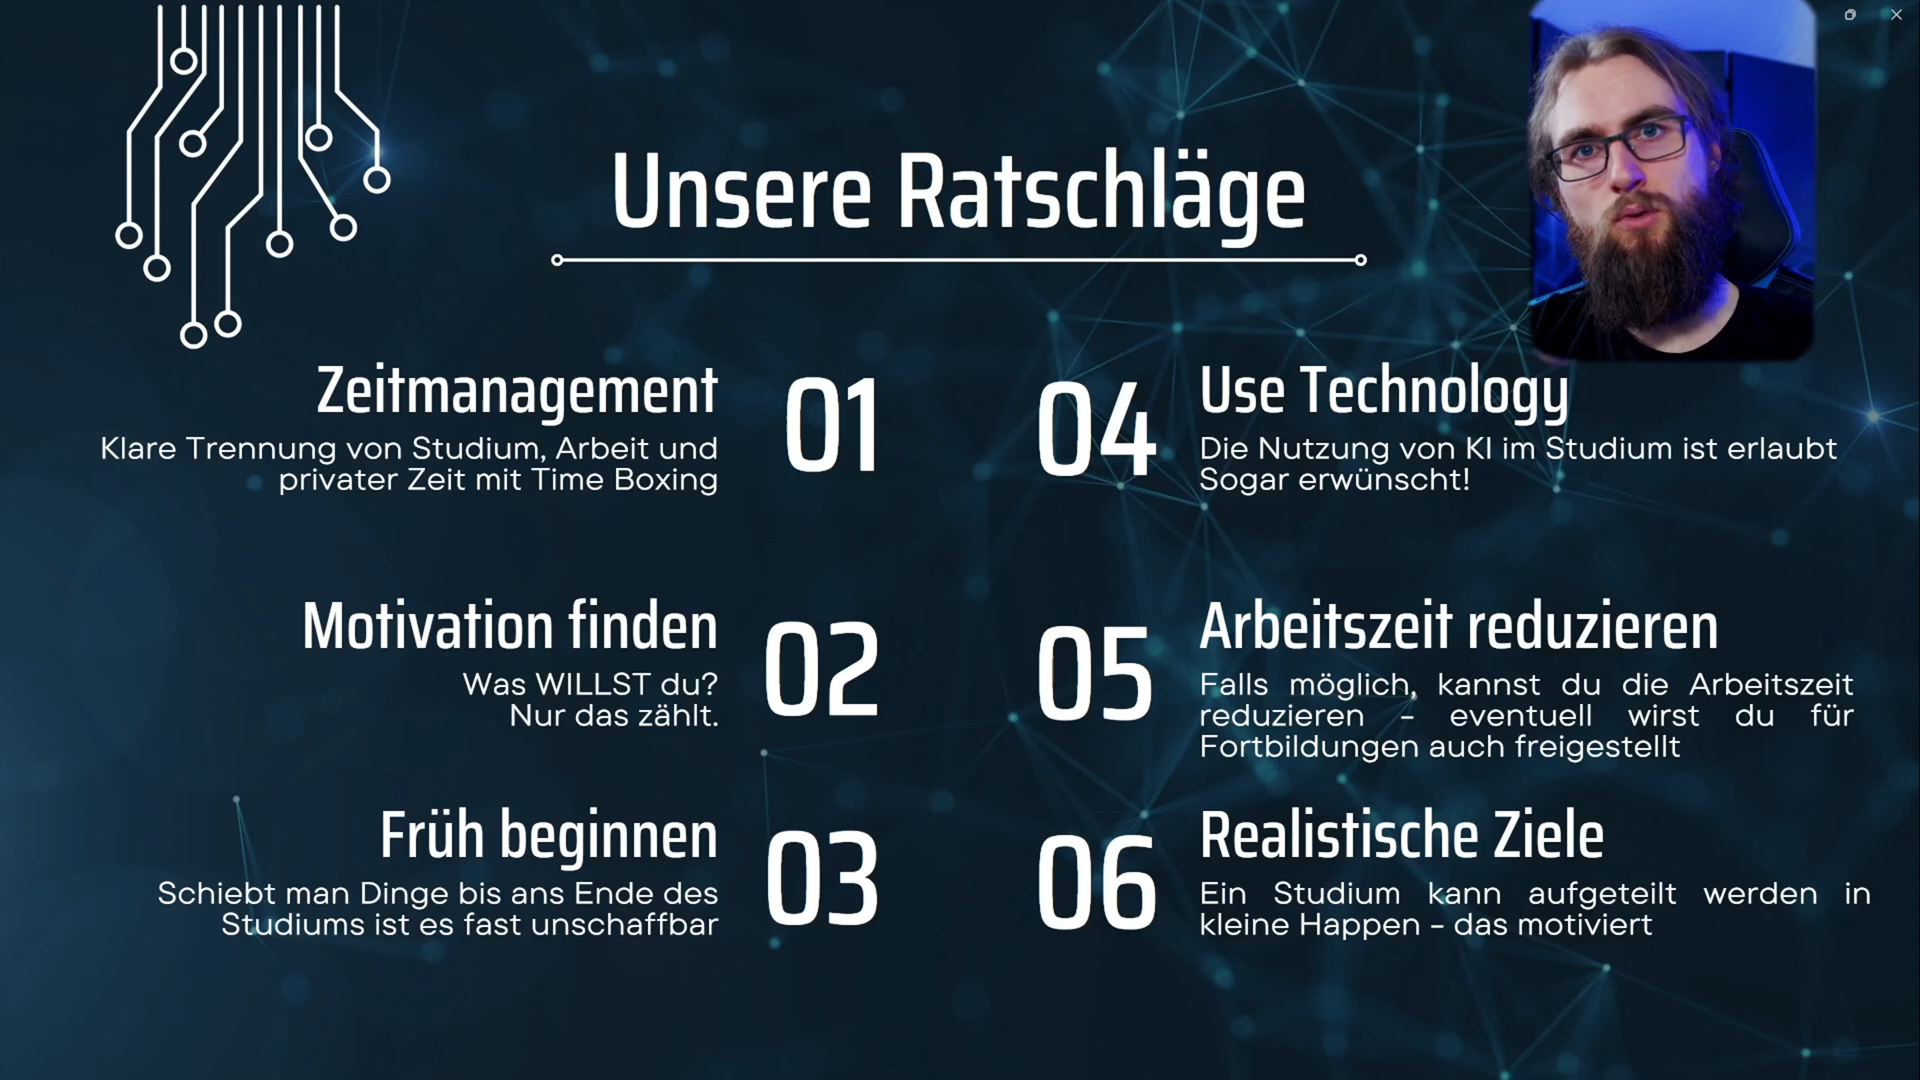 Unsere Ratschläge
Zeitmanagement
Klare Trennung von Studium, Arbeit und
privater Zeit mit Time Boxing
01
Motivation finden
Was WILLST du?
Nur das zählt.
02
Früh beginnen
Schiebt man Dinge bis ans Ende des
Studiums ist es fast unschaffbar
03
04
Use Technology
Die Nutzung von KI im Studium ist erlaubt
Sogar erwünscht!
05
Arbeitszeit reduzieren
Falls möglich, kannst du die Arbeitszeit
reduzieren – eventuell wirst du für
Fortbildungen auch freigestellt
06
Realistische Ziele
Ein Studium kann aufgeteilt werden in
kleine Happen – das motiviert